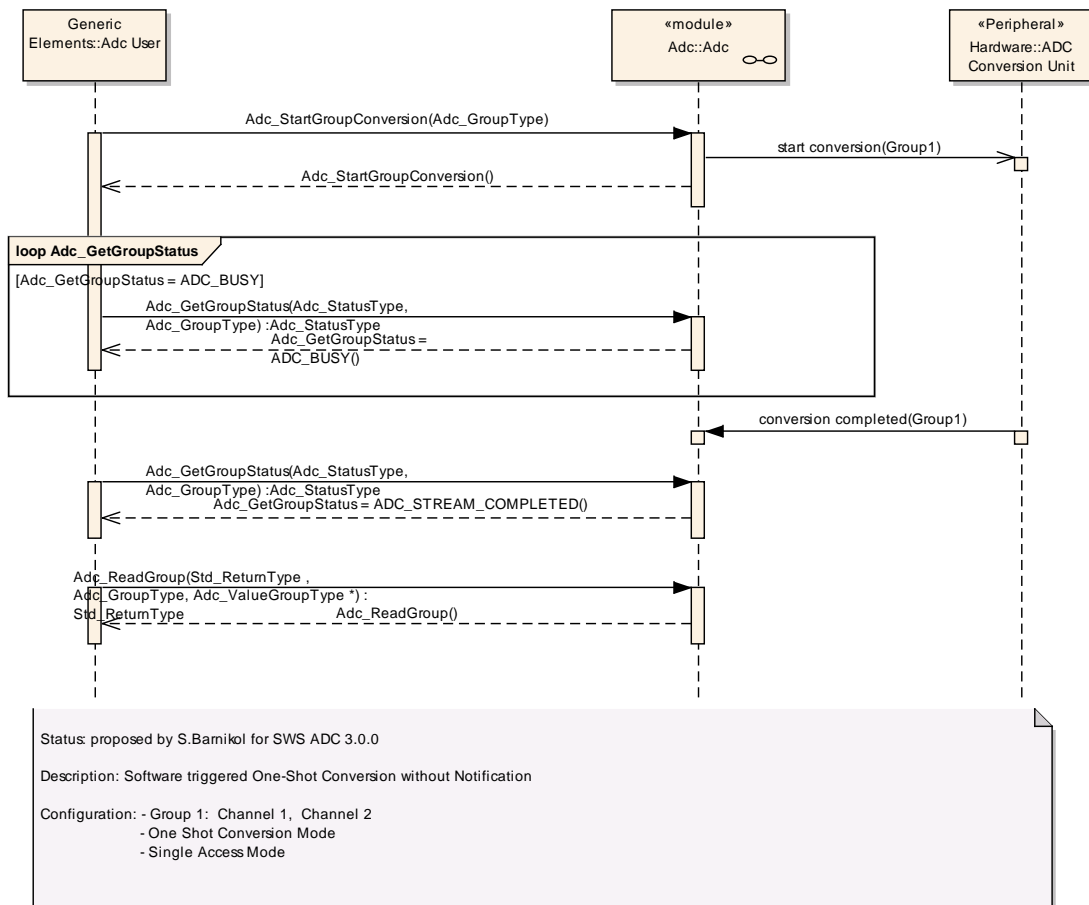 Generic
Elements::Adc User
«module»
Adc::Adc
«Peripheral»
Hardware::ADC
Conversion Unit
Adc_StartGroupConversion(Adc_GroupType)
start conversion(Group1)
Adc_StartGroupConversion()
loop Adc_GetGroupStatus
[Adc_GetGroupStatus = ADC_BUSY]
Adc_GetGroupStatus(Adc_StatusType,
Adc_GroupType) :Adc_StatusType
Adc_GetGroupStatus =
ADC_BUSY()
conversion completed(Group1)
Adc_GetGroupStatus(Adc_StatusType,
Adc_GroupType) :Adc_StatusType
Adc_GetGroupStatus = ADC_STREAM_COMPLETED()
Adc_ReadGroup(Std_ReturnType ,
Adc_GroupType, Adc_ValueGroupType *) :
Std_ReturnType
Adc_ReadGroup()
Status: proposed by S.Barnikol for SWS ADC 3.0.0
Description: Software triggered One-Shot Conversion without Notification
Configuration: - Group 1: Channel 1, Channel 2
- One Shot Conversion Mode
- Single Access Mode